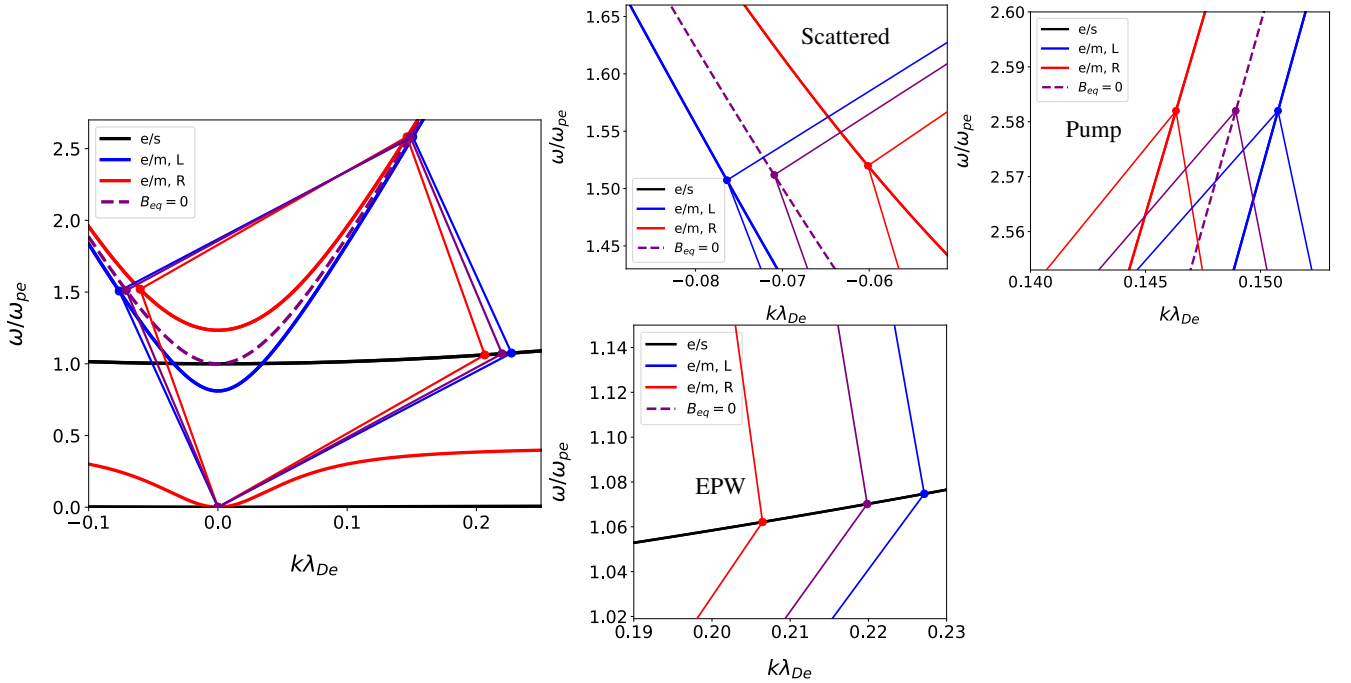 ω/ω_pe
2.5
2.0
1.5
1.0
0.5
0.0
e/s
e/m, L
e/m, R
B_eq = 0
−0.1
0.0
0.1
0.2
kλ_De
ω/ω_pe
1.65
1.60
1.55
1.50
1.45
Scattered
e/s
e/m, L
e/m, R
B_eq = 0
−0.08
−0.07
−0.06
kλ_De
ω/ω_pe
2.60
2.59
2.58
2.57
2.56
e/s
e/m, L
e/m, R
B_eq = 0
Pump
0.140
0.145
0.150
kλ_De
ω/ω_pe
1.14
1.12
1.10
1.08
1.06
1.04
1.02
e/s
e/m, L
e/m, R
B_eq = 0
EPW
0.19
0.20
0.21
0.22
0.23
kλ_De